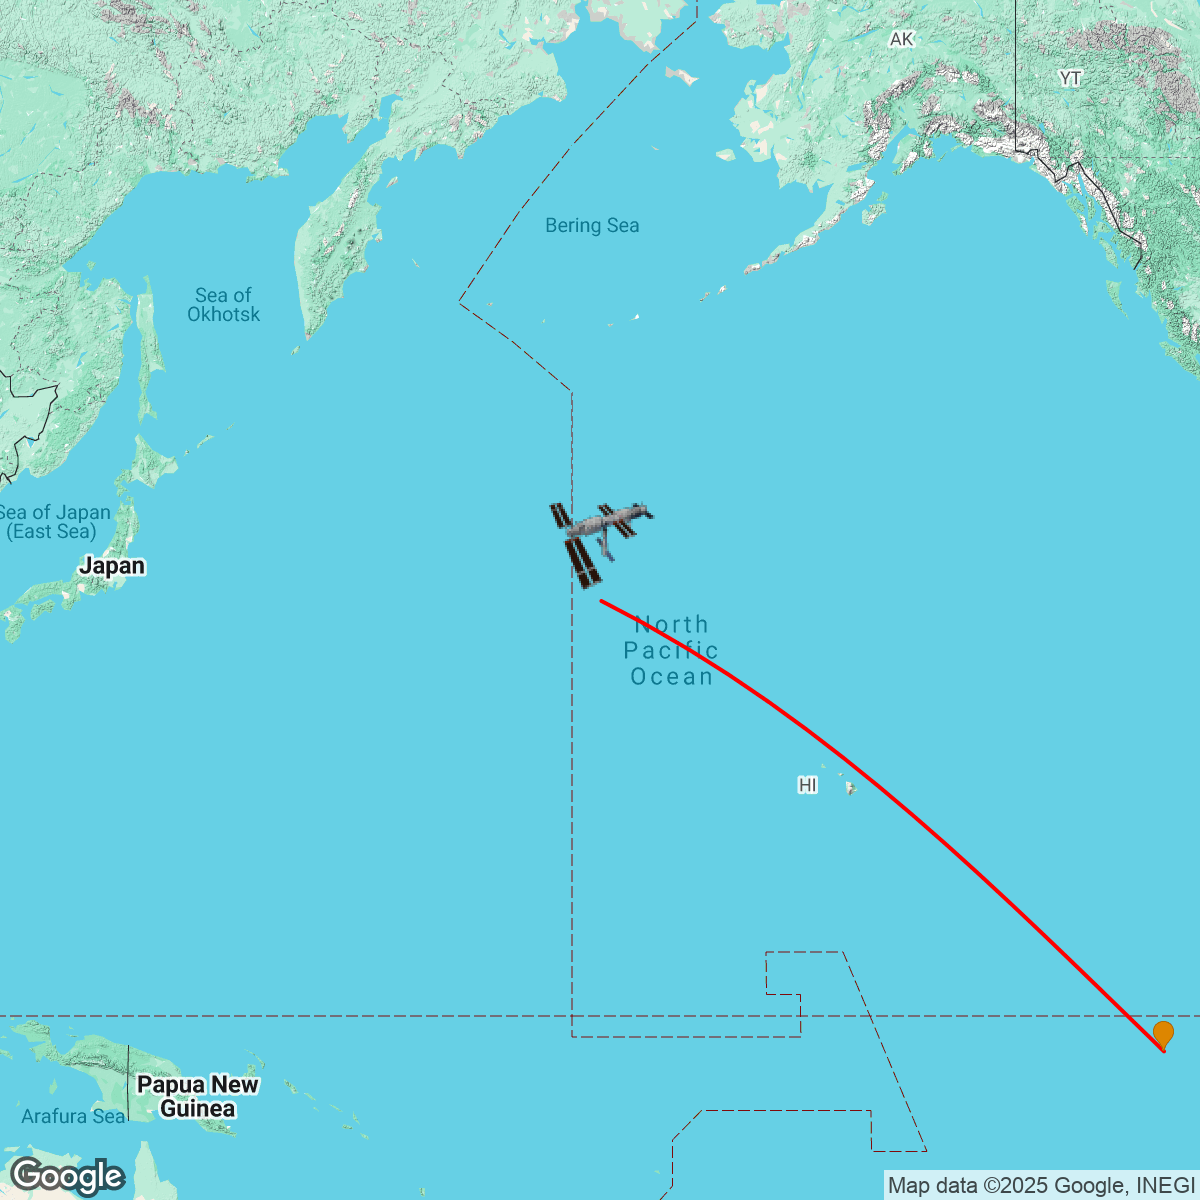 AK
YT
Bering Sea
Sea of
Okhotsk
Sea of Japan
(East Sea)
Japan
North
Pacific
Ocean
HI
Papua New
Guinea
Arafura Sea
Google
Map data ©2025 Google, INEGI